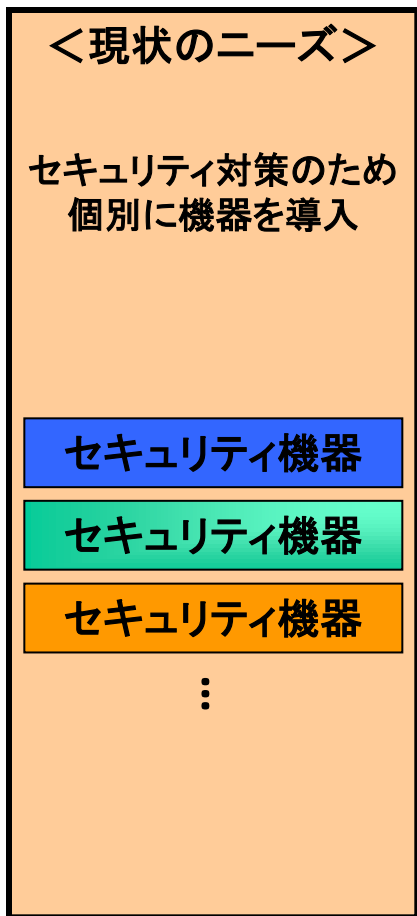 ＜現状のニーズ＞
セキュリティ対策のため
個別に機器を導入
セキュリティ機器
セキュリティ機器
セキュリティ機器
⋮